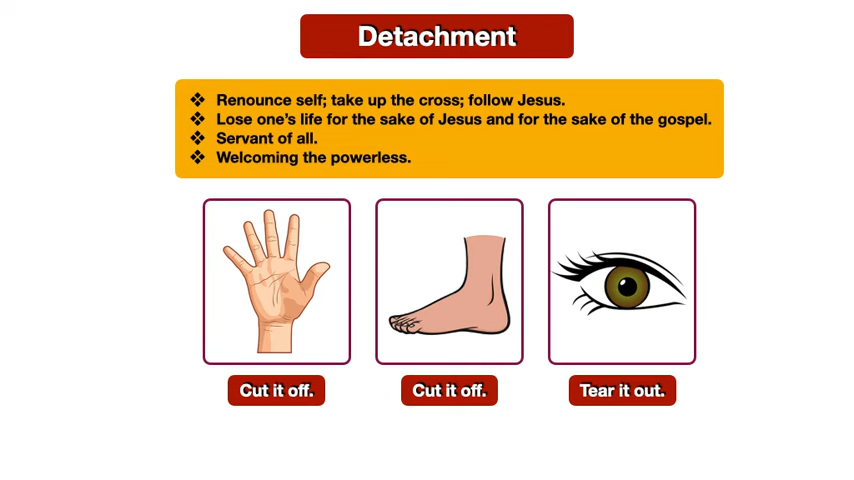 Detachment
❖ Renounce self; take up the cross; follow Jesus.
❖ Lose one's life for the sake of Jesus and for the sake of the gospel.
❖ Servant of all.
❖ Welcoming the powerless.
Cut it off.
Cut it off.
Tear it out.